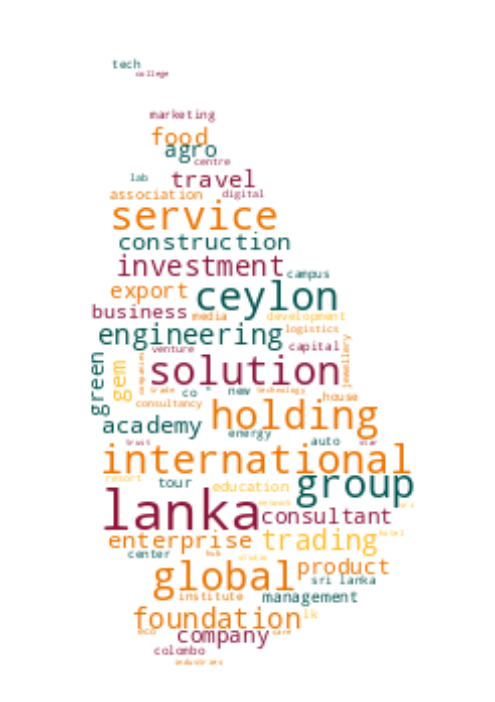 tech
college
marketing
food
agro
centre
lab travel
association digital
service
construction
investment campus
export ceylon
business media development
engineering logistics
venture capital jewellery
green gem companies solution
trade co new technology
consultancy house
academy holding
energy
trust auto star
international
resort tour education group
lanka network
consultant
enterprise trading hotel
center hub studio
global product
sri lanka
institute management
foundation lk
eco company care
colombo
industries